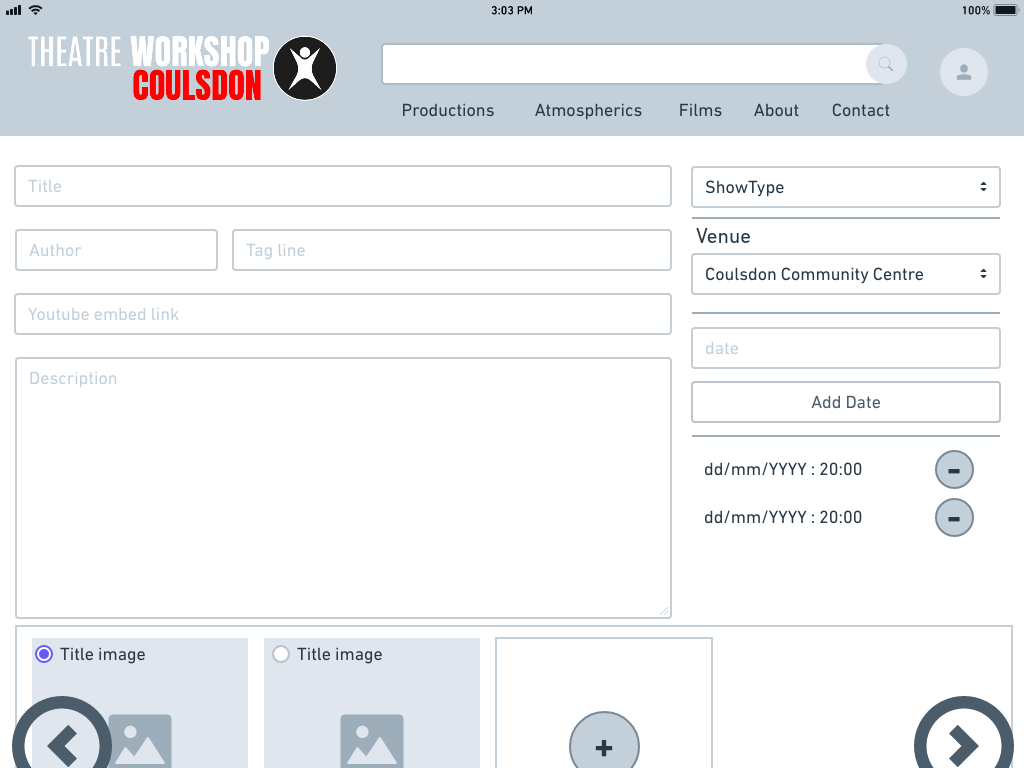 3:03 PM
100%
THEATRE WORKSHOP
COULSDON
Productions Atmospherics Films About Contact
Title
ShowType
Venue
Author Tag line
Coulsdon Community Centre
Youtube embed link
date
Description
Add Date
dd/mm/YYYY : 20:00
dd/mm/YYYY : 20:00
Title image Title image